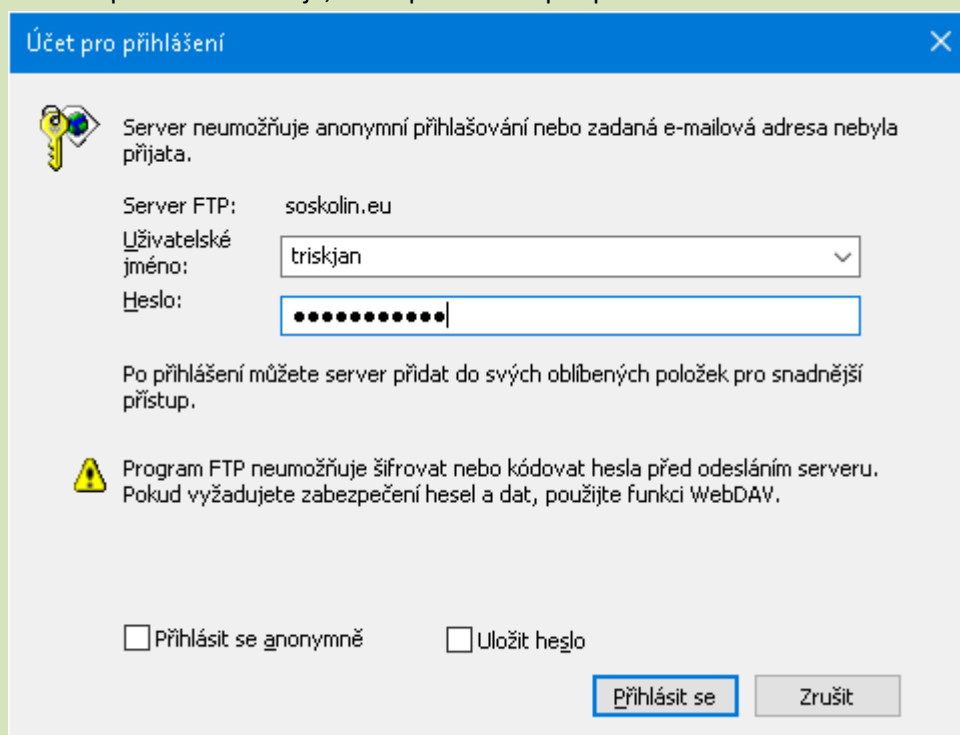 Účet pro přihlášení
Server neumožňuje anonymní přihlašování nebo zadaná e-mailová adresa nebyla
přijata.
Server FTP: soskolin.eu
Uživatelské
jméno: triskjan
Heslo: ●●●●●●●●●●●
Po přihlášení můžete server přidat do svých oblíbených položek pro snadnější
přístup.
Program FTP neumožňuje šifrovat nebo kódovat hesla před odesláním serveru.
Pokud vyžadujete zabezpečení hesel a dat, použijte funkci WebDAV.
Přihlásit se anonymně Uložit heslo
Přihlásit se Zrušit